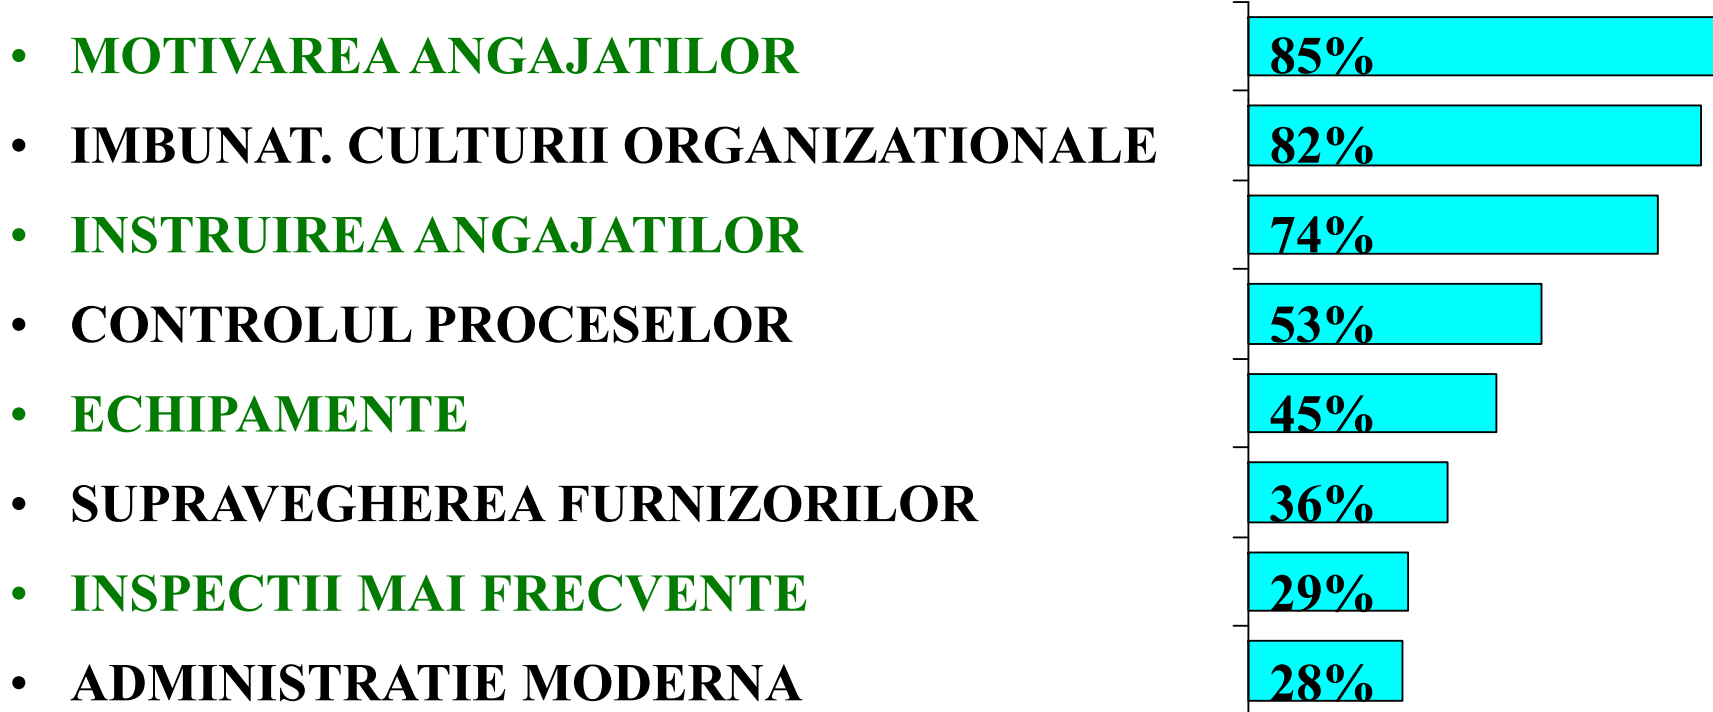 • MOTIVAREA ANGAJATILOR 85%
• IMBUNAT. CULTURII ORGANIZATIONALE 82%
• INSTRUIREA ANGAJATILOR 74%
• CONTROLUL PROCESELOR 53%
• ECHIPAMENTE 45%
• SUPRAVEGHEREA FURNIZORILOR 36%
• INSPECTII MAI FRECVENTE 29%
• ADMINISTRATIE MODERNA 28%